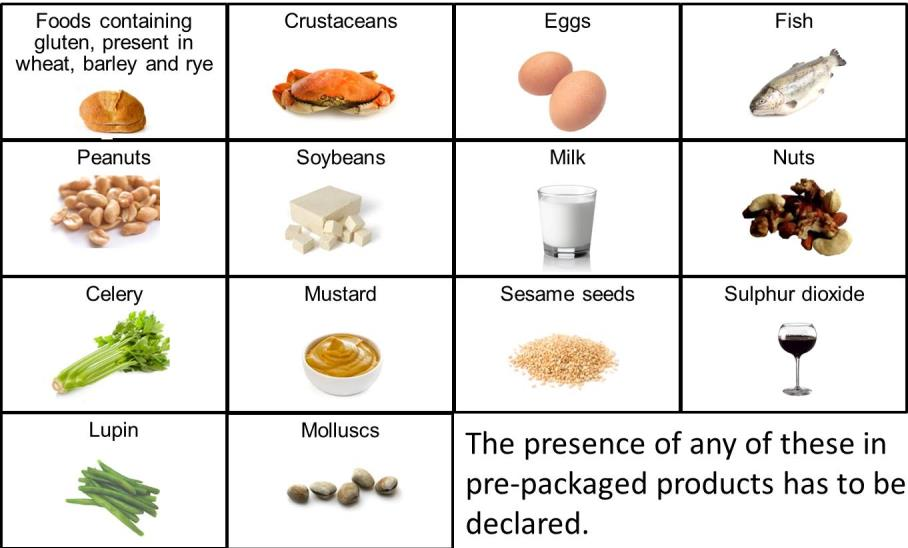 Foods containing
gluten, present in
wheat, barley and rye
Crustaceans
Eggs
Fish
Peanuts
Soybeans
Milk
Nuts
Celery
Mustard
Sesame seeds
Sulphur dioxide
Lupin
Molluscs
The presence of any of these in
pre-packaged products has to be
declared.